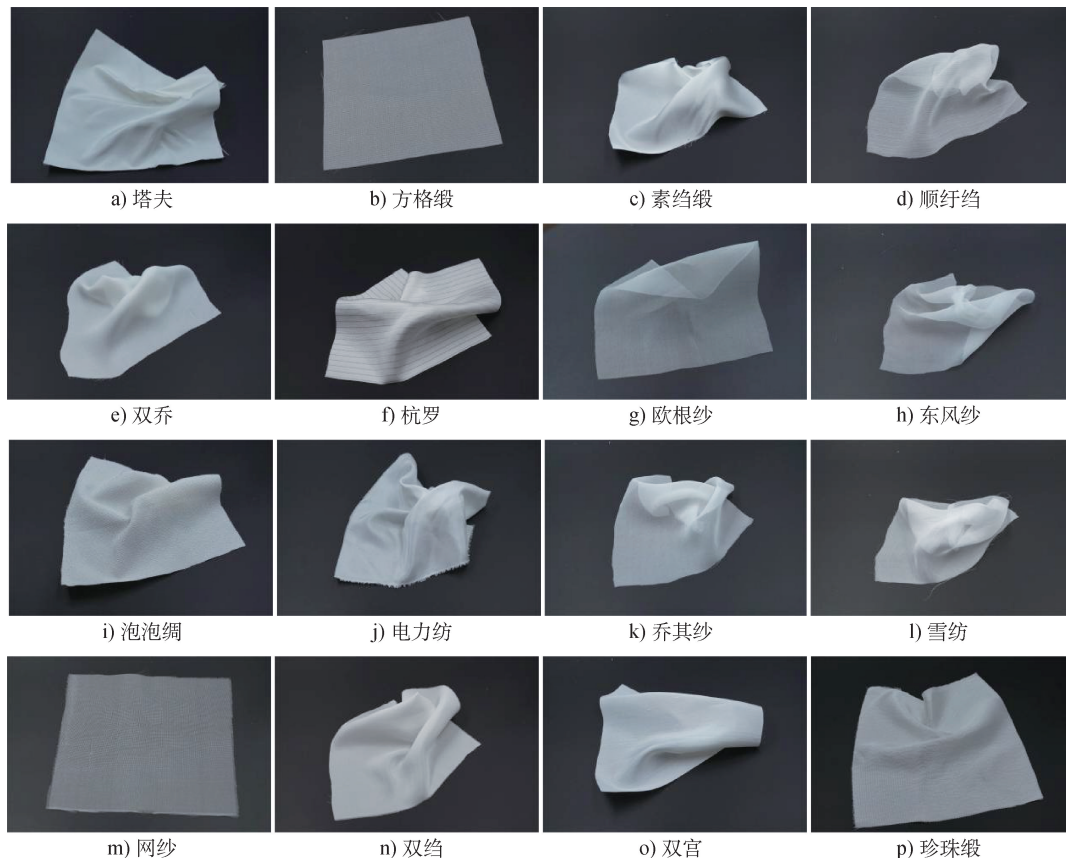 a) 塔夫
b) 方格缎
c) 素绉缎
d) 顺纡绉
e) 双乔
f) 杭罗
g) 欧根纱
h) 东风纱
i) 泡泡绸
j) 电力纺
k) 乔其纱
l) 雪纺
m) 网纱
n) 双绉
o) 双宫
p) 珍珠缎